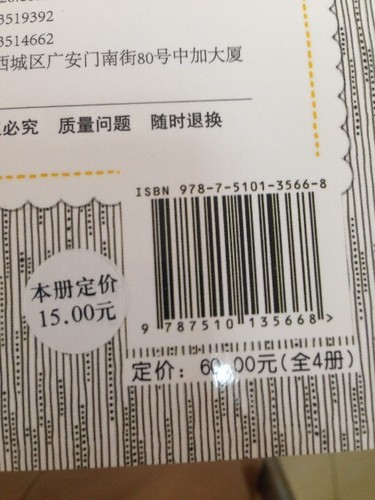 3519392
3514662
西城区广安门南街80号中加大厦
必究 质量问题 随时退换
ISBN 978-7-5101-3566-8
本册定价
15.00元
9 787510 135668 >
定价: 60.00元(全4册)